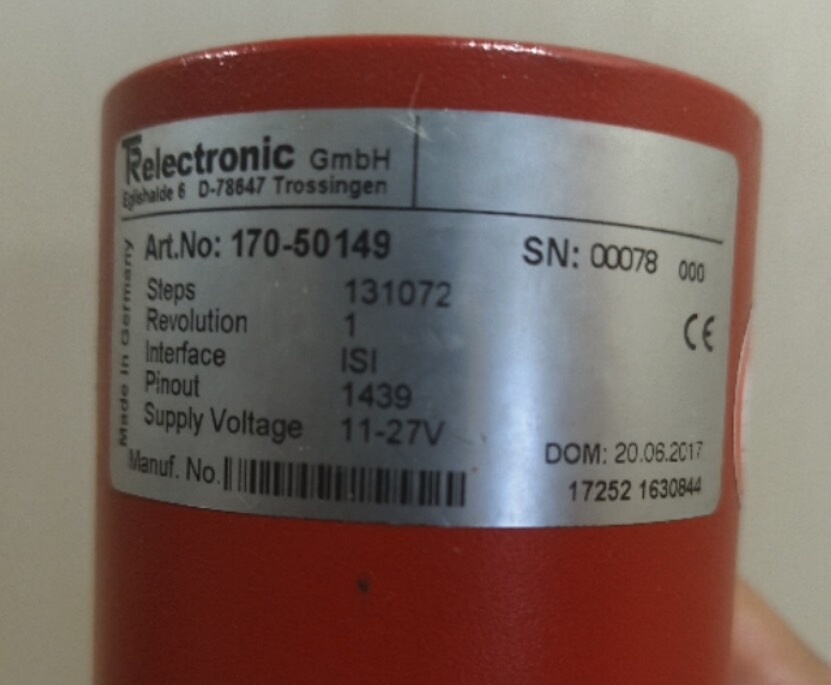 TRelectronic GmbH
Eglishalde 6 D-78647 Trossingen
Made in Germany
Art.No: 170-50149 SN: 00078 000
Steps 131072
Revolution 1
Interface ISI
Pinout 1439
Supply Voltage 11-27V
CE
Manuf. No.
DOM: 20.06.2017
17252 1630844